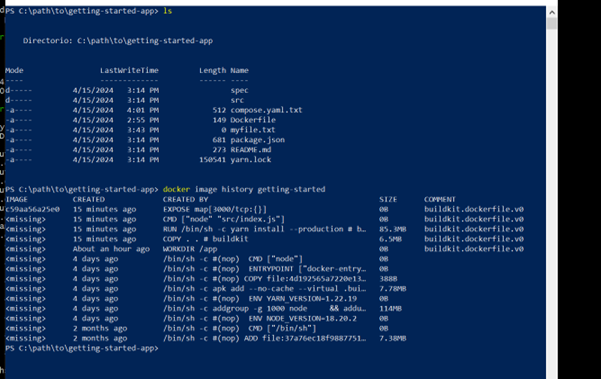 PS C:\path\to\getting-started-app> ls
Directorio: C:\path\to\getting-started-app
Mode LastWriteTime Length Name
---- ------------- ------ ----
d----- 4/15/2024 3:14 PM spec
d----- 4/15/2024 3:14 PM src
-a---- 4/15/2024 4:01 PM 512 compose.yaml.txt
-a---- 4/15/2024 2:55 PM 149 Dockerfile
-a---- 4/15/2024 3:43 PM 0 myfile.txt
-a---- 4/15/2024 3:14 PM 681 package.json
-a---- 4/15/2024 3:14 PM 273 README.md
-a---- 4/15/2024 3:14 PM 150541 yarn.lock
PS C:\path\to\getting-started-app> docker image history getting-started
IMAGE CREATED CREATED BY SIZE COMMENT
c59aa56a25e0 15 minutes ago EXPOSE map[3000/tcp:{}] 0B buildkit.dockerfile.v0
<missing> 15 minutes ago CMD ["node" "src/index.js"] 0B buildkit.dockerfile.v0
<missing> 15 minutes ago RUN /bin/sh -c yarn install --production # b… 85.3MB buildkit.dockerfile.v0
<missing> 15 minutes ago COPY . . # buildkit 6.5MB buildkit.dockerfile.v0
<missing> About an hour ago WORKDIR /app 0B buildkit.dockerfile.v0
<missing> 4 days ago /bin/sh -c #(nop) CMD ["node"] 0B
<missing> 4 days ago /bin/sh -c #(nop) ENTRYPOINT ["docker-entry… 0B
<missing> 4 days ago /bin/sh -c #(nop) COPY file:4d192565a7220e13… 388B
<missing> 4 days ago /bin/sh -c apk add --no-cache --virtual .bui… 7.78MB
<missing> 4 days ago /bin/sh -c #(nop) ENV YARN_VERSION=1.22.19 0B
<missing> 4 days ago /bin/sh -c addgroup -g 1000 node && addu… 114MB
<missing> 4 days ago /bin/sh -c #(nop) ENV NODE_VERSION=18.20.2 0B
<missing> 2 months ago /bin/sh -c #(nop) CMD ["/bin/sh"] 0B
<missing> 2 months ago /bin/sh -c #(nop) ADD file:37a76ec18f9887751… 7.38MB
PS C:\path\to\getting-started-app>